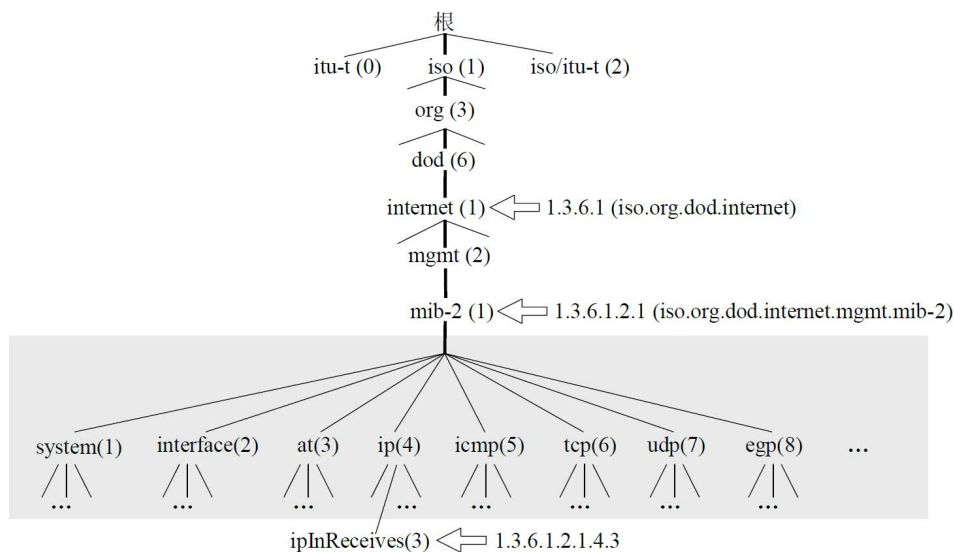 根
itu-t (0) iso (1) iso/itu-t (2)
org (3)
dod (6)
internet (1) 1.3.6.1 (iso.org.dod.internet)
mgmt (2)
mib-2 (1) 1.3.6.1.2.1 (iso.org.dod.internet.mgmt.mib-2)
system(1) interface(2) at(3) ip(4) icmp(5) tcp(6) udp(7) egp(8) ...
... ... ... ... ... ... ... ...
ipInReceives(3) 1.3.6.1.2.1.4.3